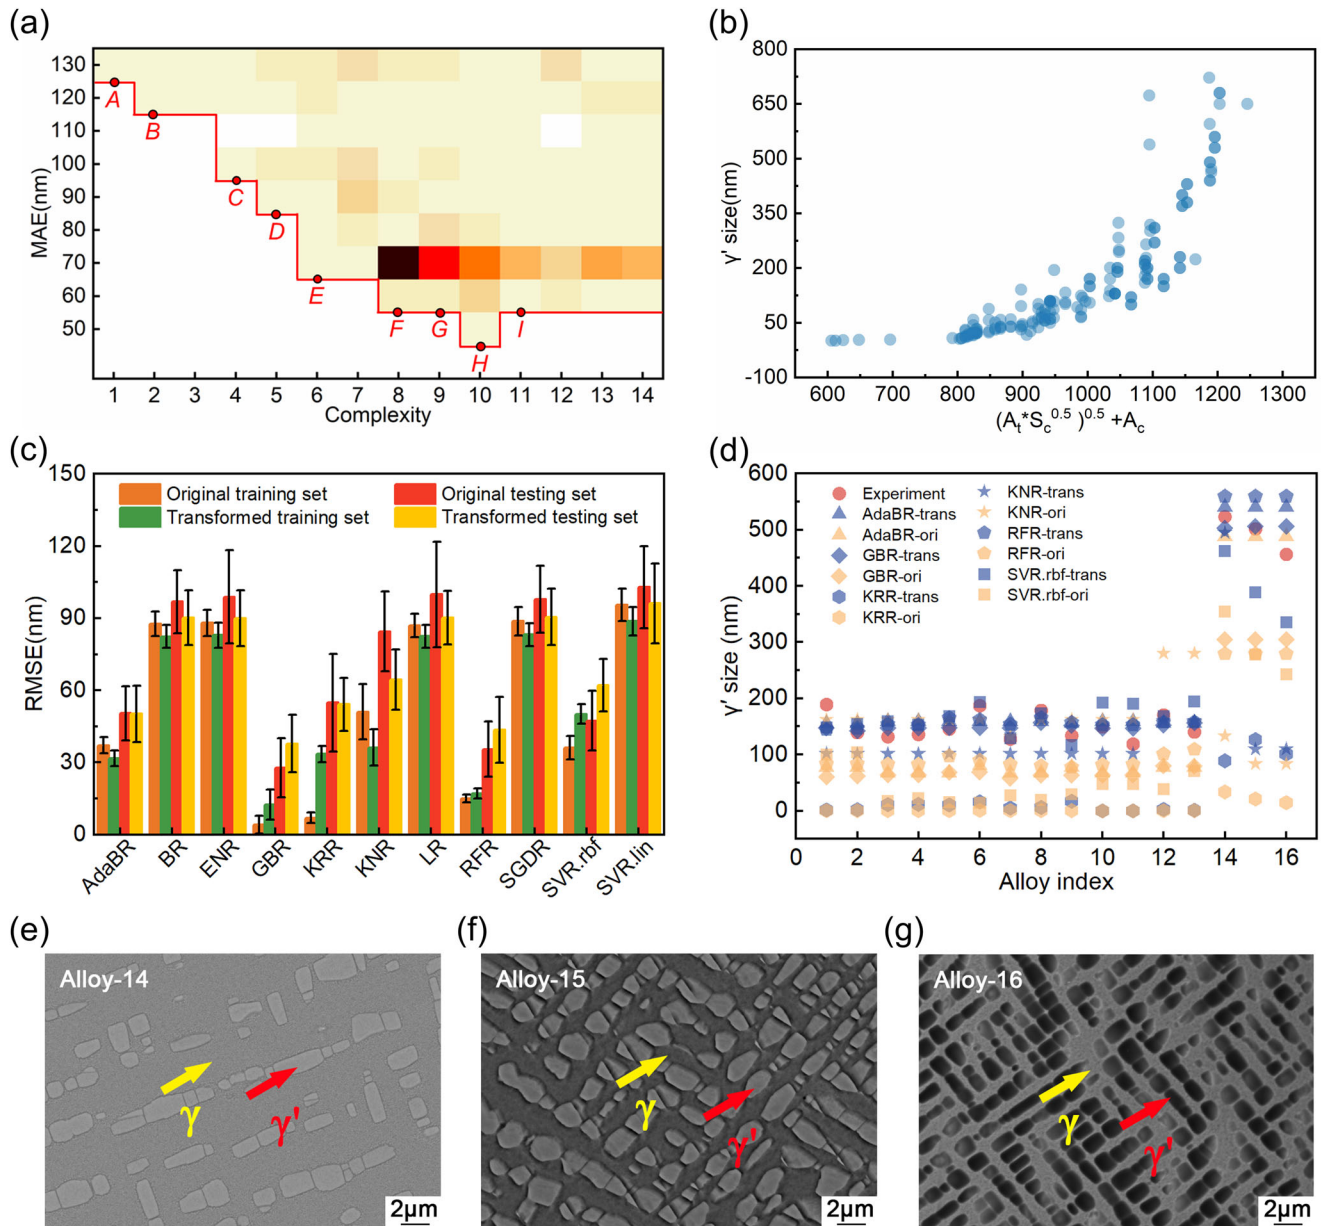 (a)
MAE(nm)
130
120
110
100
90
80
70
60
50
A
B
C
D
E
F
G
H
I
1 2 3 4 5 6 7 8 9 10 11 12 13 14
Complexity
(b)
γ' size(nm)
800
650
500
350
200
50
-100
600 700 800 900 1000 1100 1200 1300
(Aₜ*S_c^0.5)^0.5 +A_c
(c)
RMSE(nm)
150
120
90
60
30
0
Original training set
Original testing set
Transformed training set
Transformed testing set
AdaBR BR ENR GBR KRR KNR LR RFR SGDR SVR.rbf SVR.lin
(d)
γ' size (nm)
600
500
400
300
200
100
0
Experiment
AdaBR-trans
AdaBR-ori
GBR-trans
GBR-ori
KRR-trans
KRR-ori
KNR-trans
KNR-ori
RFR-trans
RFR-ori
SVR.rbf-trans
SVR.rbf-ori
0 2 4 6 8 10 12 14 16
Alloy index
(e)
Alloy-14
γ
γ'
2μm
(f)
Alloy-15
γ
γ'
2μm
(g)
Alloy-16
γ
γ'
2μm